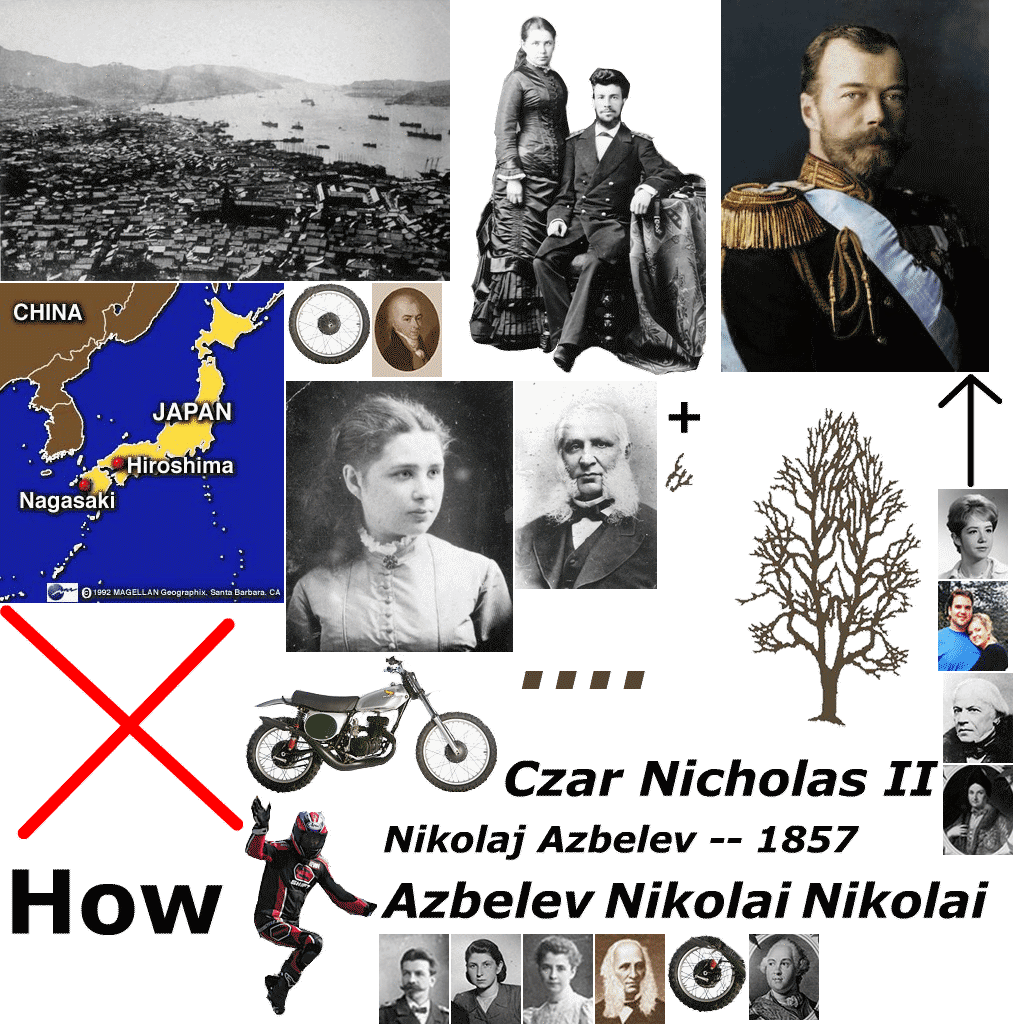 CHINA
JAPAN
Hiroshima
Nagasaki
© 1992 MAGELLAN Geographix, Santa Barbara, CA
+
....
Czar Nicholas II
Nikolaj Azbelev -- 1857
How
Azbelev Nikolai Nikolai